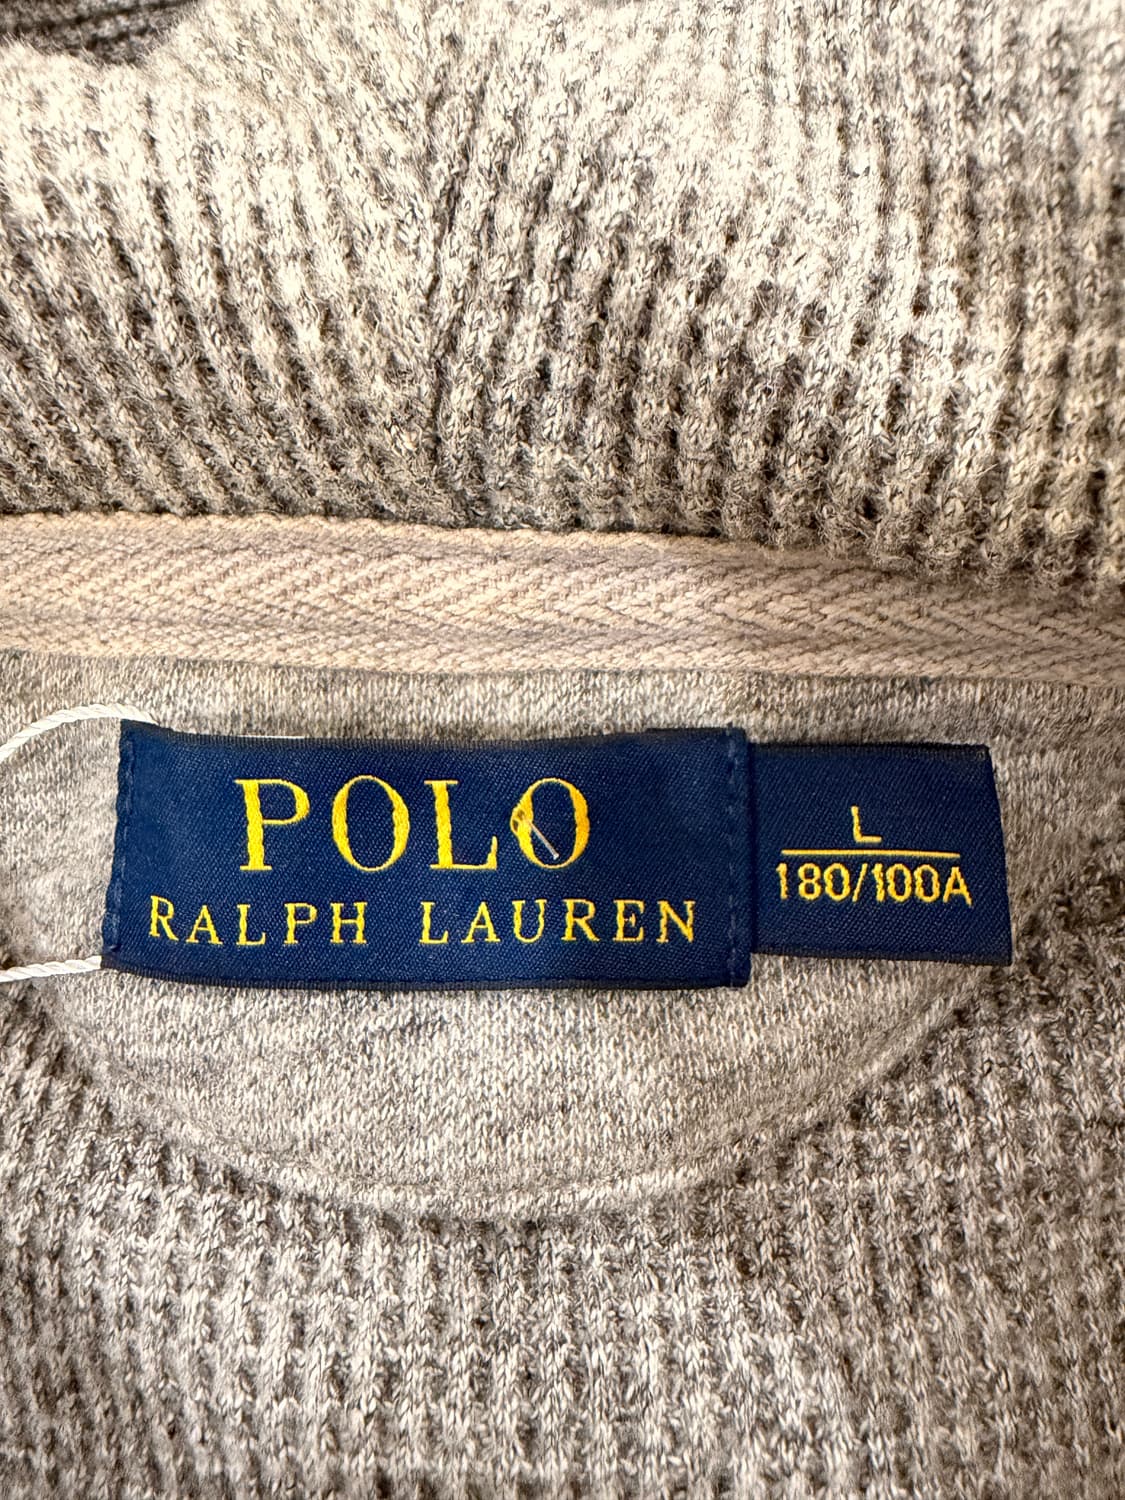 POLO
RALPH LAUREN
L
180/100A